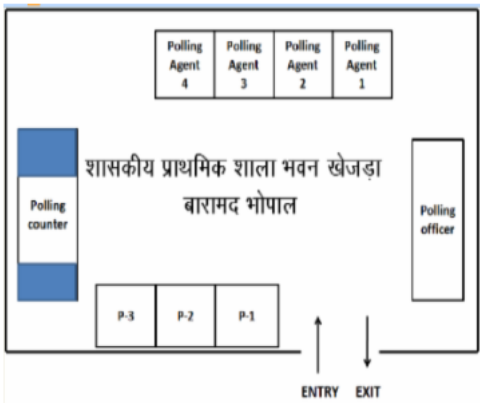 Polling Agent 4
Polling Agent 3
Polling Agent 2
Polling Agent 1
शासकीय प्राथमिक शाला भवन खेजड़ा
बारामद भोपाल
Polling counter
Polling officer
P-3
P-2
P-1
ENTRY
EXIT